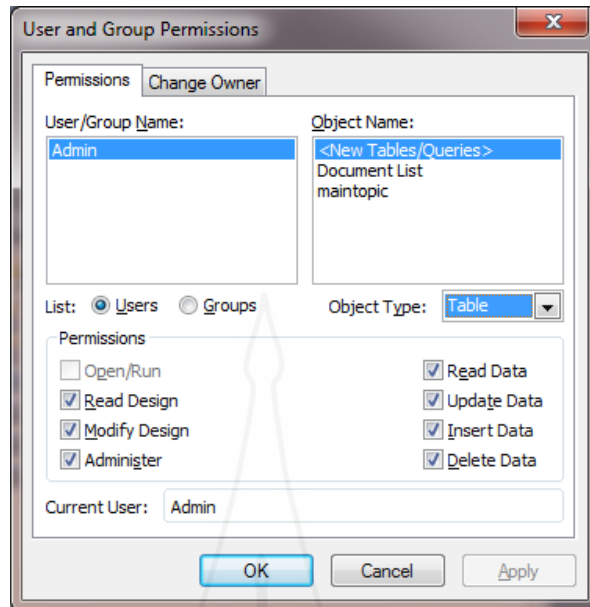 User and Group Permissions
Permissions Change Owner
User/Group Name: Object Name:
Admin <New Tables/Queries>
Document List
maintopic
List: Users Groups Object Type: Table
Permissions
Open/Run Read Data
Read Design Update Data
Modify Design Insert Data
Administer Delete Data
Current User: Admin
OK Cancel Apply